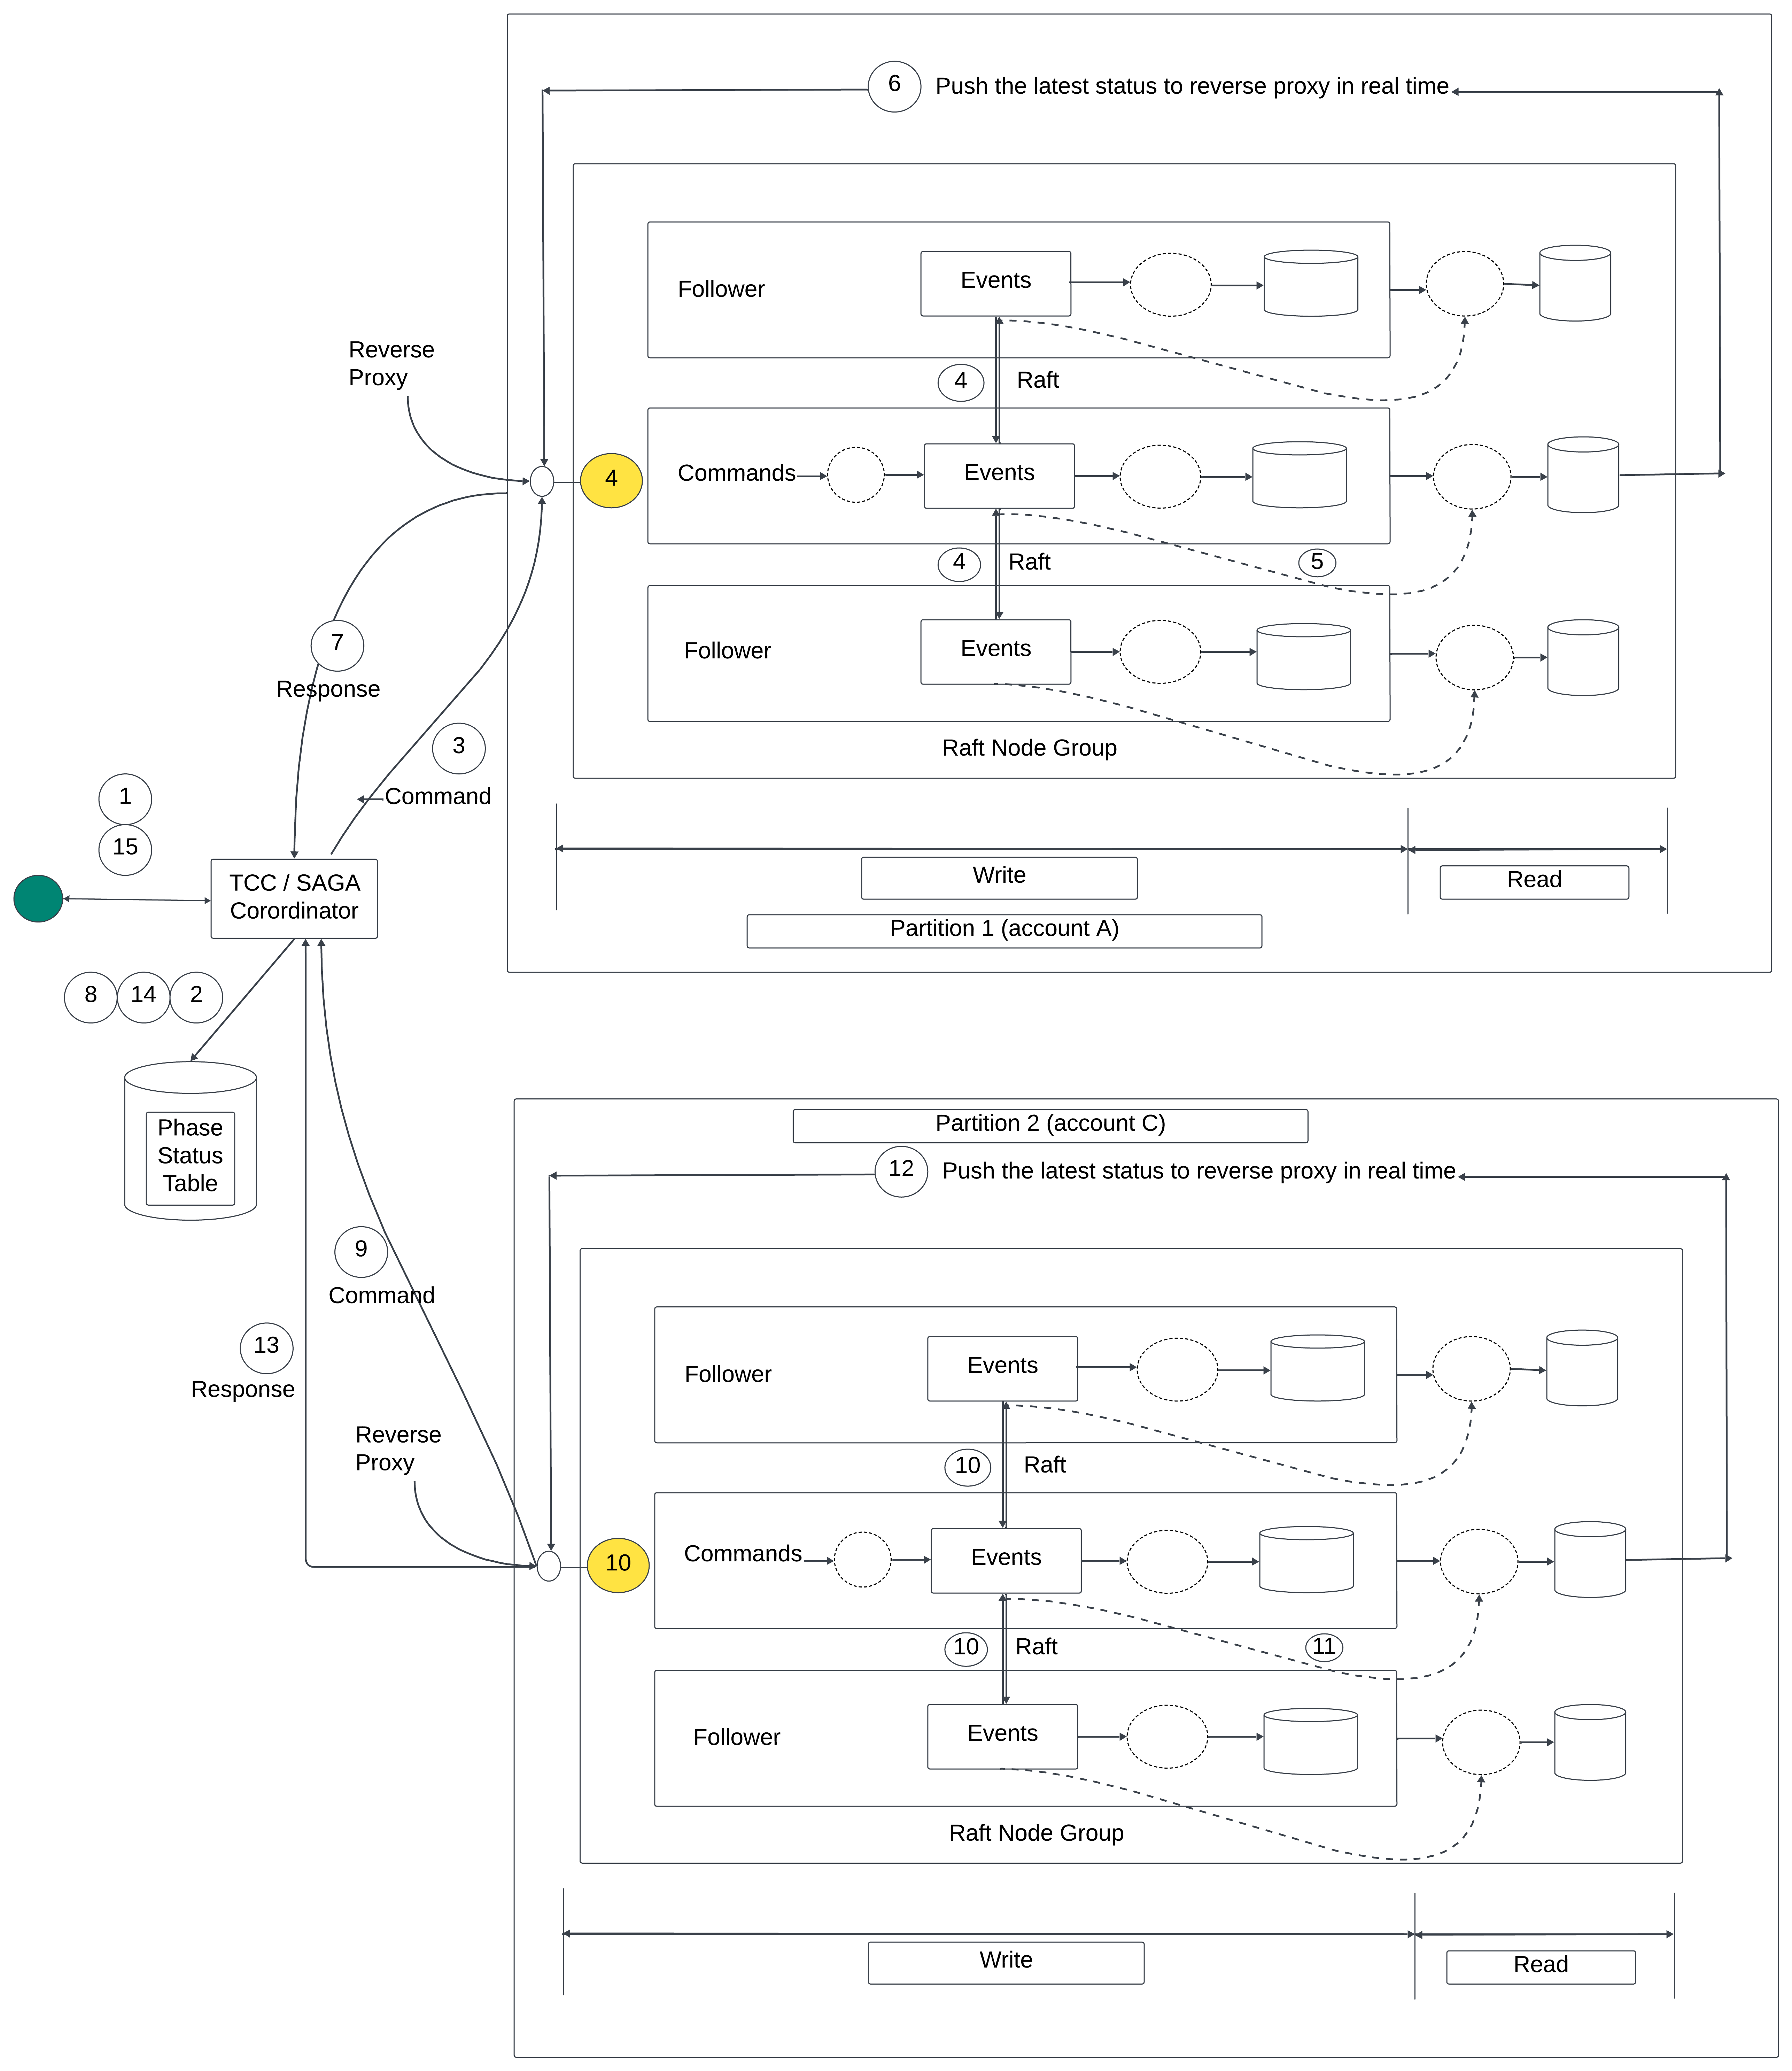 6
Push the latest status to reverse proxy in real time
Follower
Events
Reverse
Proxy
4
Raft
4
Commands
Events
4
Raft
5
7
Response
Follower
Events
3
Command
Raft Node Group
1
15
TCC / SAGA
Corordinator
Write
Read
Partition 1 (account A)
8
14
2
Phase
Status
Table
Partition 2 (account C)
12
Push the latest status to reverse proxy in real time
9
Command
13
Response
Follower
Events
Reverse
Proxy
10
Raft
10
Commands
Events
10
Raft
11
Follower
Events
Raft Node Group
Write
Read